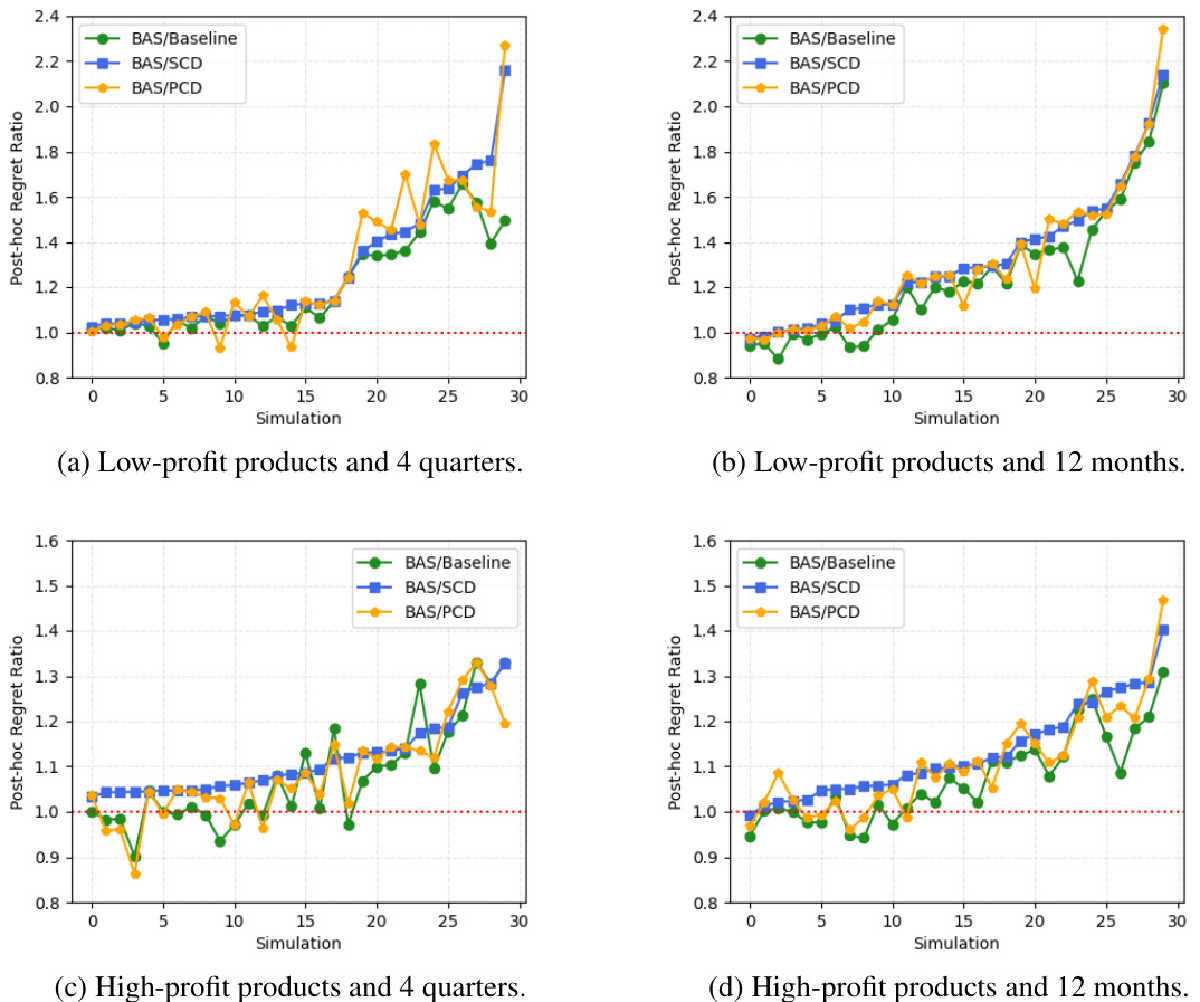 2.4
2.2
2.0
1.8
1.6
1.4
1.2
1.0
0.8
Post-hoc Regret Ratio
BAS/Baseline
BAS/SCD
BAS/PCD
0 5 10 15 20 25 30
Simulation
(a) Low-profit products and 4 quarters.
2.4
2.2
2.0
1.8
1.6
1.4
1.2
1.0
0.8
Post-hoc Regret Ratio
BAS/Baseline
BAS/SCD
BAS/PCD
0 5 10 15 20 25 30
Simulation
(b) Low-profit products and 12 months.
1.6
1.5
1.4
1.3
1.2
1.1
1.0
0.9
0.8
Post-hoc Regret Ratio
BAS/Baseline
BAS/SCD
BAS/PCD
0 5 10 15 20 25 30
Simulation
(c) High-profit products and 4 quarters.
1.6
1.5
1.4
1.3
1.2
1.1
1.0
0.9
0.8
Post-hoc Regret Ratio
BAS/Baseline
BAS/SCD
BAS/PCD
0 5 10 15 20 25 30
Simulation
(d) High-profit products and 12 months.